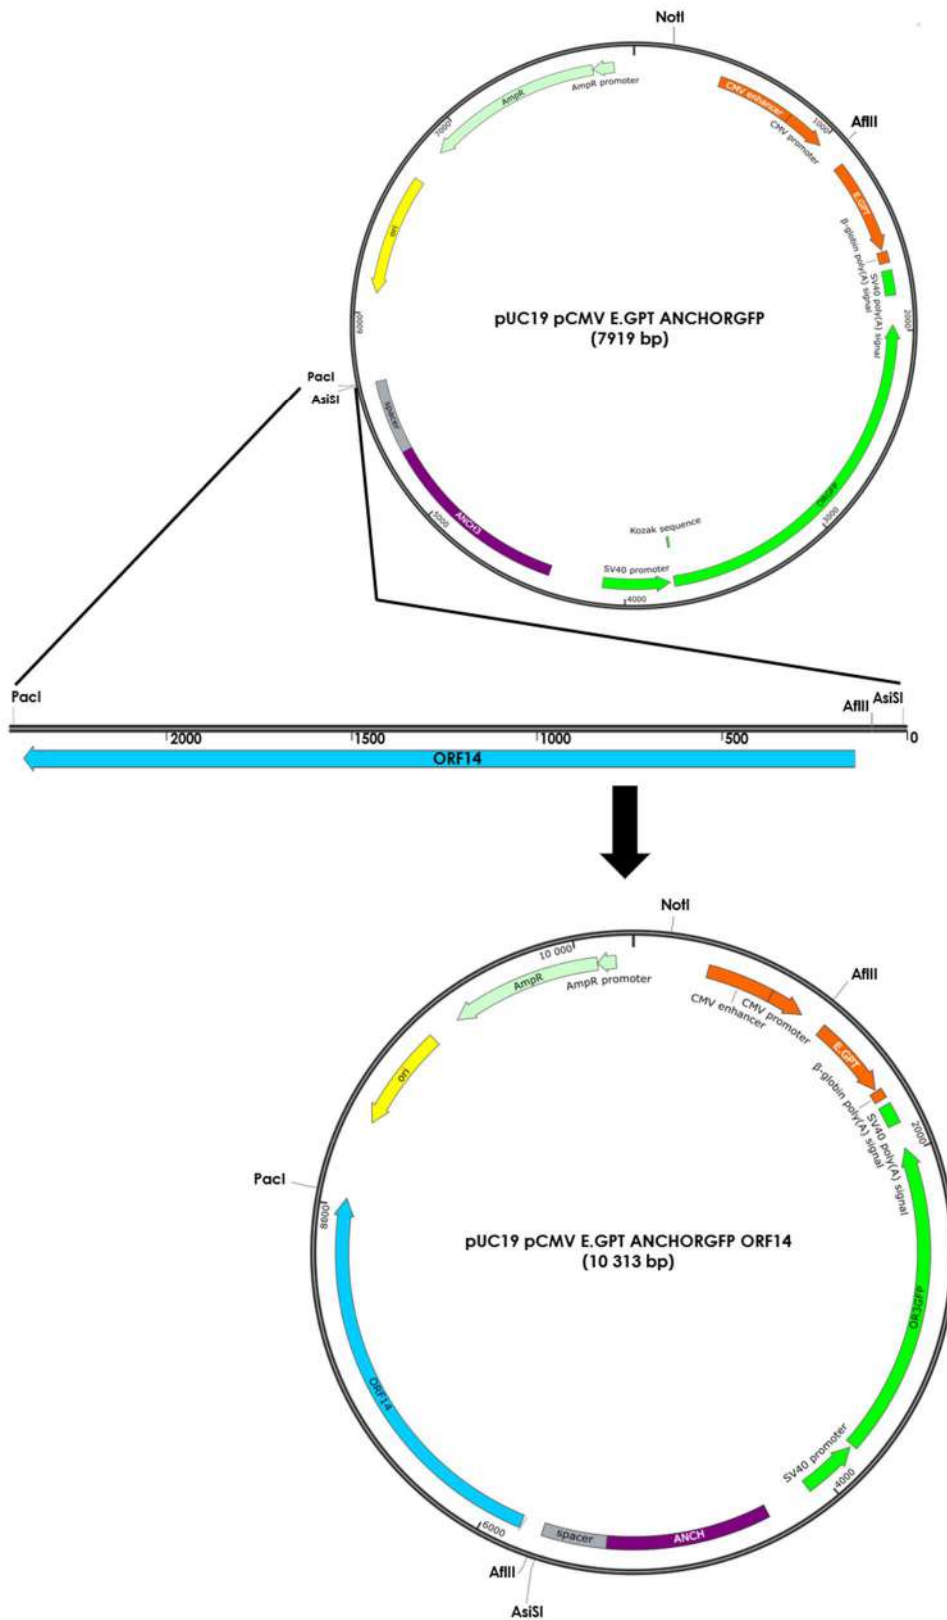 NotI
CMV enhancer
AmpR promoter
AmpR
1000
AflII
CMV promoter
7000
E.GPT
ori
β-globin poly(A) signal
SV40 poly(A) signal
pUC19 pCMV E.GPT ANCHORGFP
(7919 bp)
6000
2000
PacI
AsiSI
spacer
ORGFP
5000
ANCH3
3000
Kozak sequence
SV40 promoter
4000
PacI
AflII
AsiSI
2000
1500
1000
500
0
ORF14
NotI
10 000
AmpR promoter
AmpR
AflII
CMV promoter
CMV enhancer
E.GPT
ori
β-globin poly(A) signal
SV40 poly(A) signal
2000
PacI
8000
pUC19 pCMV E.GPT ANCHORGFP ORF14
(10 313 bp)
OR3GFP
ORF14
SV40 promoter
4000
6000
spacer
ANCH
AflII
AsiSI